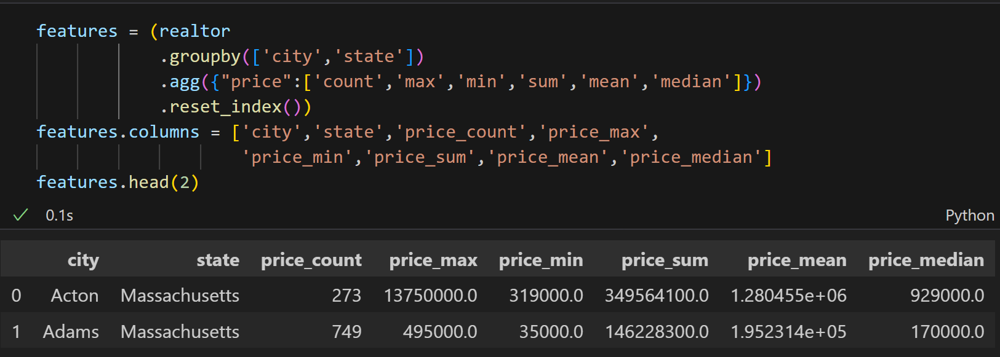 features = (realtor
.groupby(['city','state'])
.agg({"price":['count','max','min','sum','mean','median']})
.reset_index())
features.columns = ['city','state','price_count','price_max',
'price_min','price_sum','price_mean','price_median']
features.head(2)
0.1s Python
city state price_count price_max price_min price_sum price_mean price_median
0 Acton Massachusetts 273 13750000.0 319000.0 349564100.0 1.280455e+06 929000.0
1 Adams Massachusetts 749 495000.0 35000.0 146228300.0 1.952314e+05 170000.0